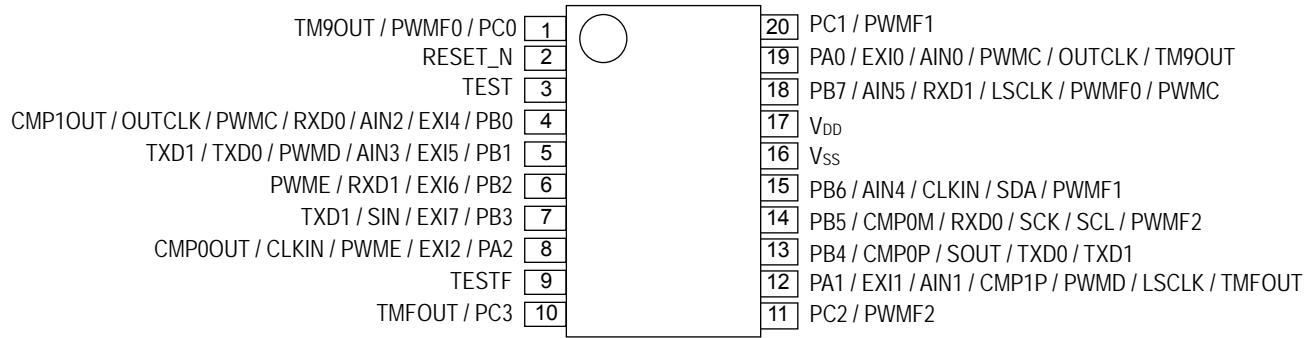 TM9OUT / PWMF0 / PC0 1
RESET_N 2
TEST 3
CMP1OUT / OUTCLK / PWMC / RXD0 / AIN2 / EXI4 / PB0 4
TXD1 / TXD0 / PWMD / AIN3 / EXI5 / PB1 5
PWME / RXD1 / EXI6 / PB2 6
TXD1 / SIN / EXI7 / PB3 7
CMP0OUT / CLKIN / PWME / EXI2 / PA2 8
TESTF 9
TMFOUT / PC3 10
20 PC1 / PWMF1
19 PA0 / EXI0 / AIN0 / PWMC / OUTCLK / TM9OUT
18 PB7 / AIN5 / RXD1 / LSCLK / PWMF0 / PWMC
17 VDD
16 VSS
15 PB6 / AIN4 / CLKIN / SDA / PWMF1
14 PB5 / CMP0M / RXD0 / SCK / SCL / PWMF2
13 PB4 / CMP0P / SOUT / TXD0 / TXD1
12 PA1 / EXI1 / AIN1 / CMP1P / PWMD / LSCLK / TMFOUT
11 PC2 / PWMF2